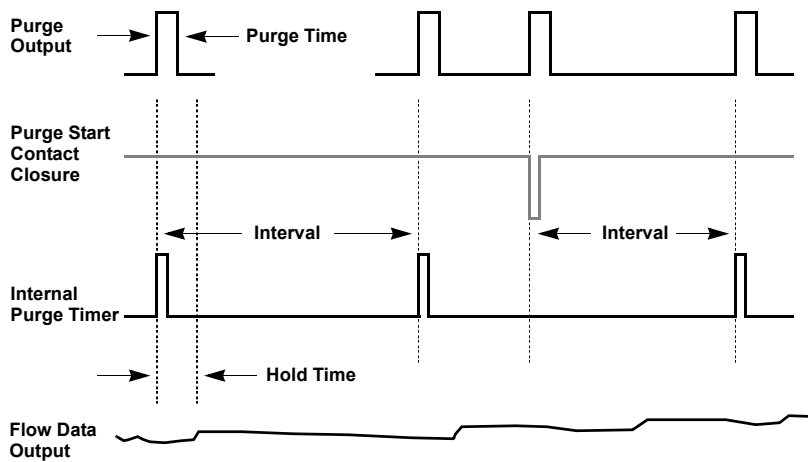 Purge
Output
Purge Time
Purge Start
Contact
Closure
Interval
Interval
Internal
Purge Timer
Hold Time
Flow Data
Output